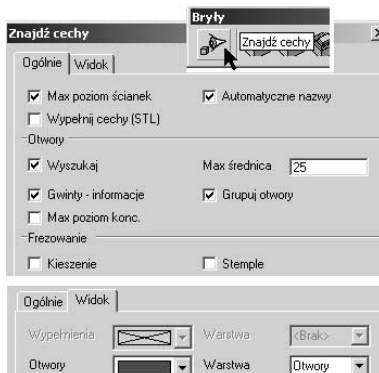 Bryły
Znajdź cechy
Znajdź cechy
Ogólnie Widok
Max poziom ścianek Automatyczne nazwy
Wypełnij cechy (STL)
Otwory
Wyszukaj Max średnica 25
Gwinty - informacje Grupuj otwory
Max poziom konc.
Frezowanie
Kieszenie Stemple
Ogólnie Widok
Wypełnienia Warstwa <Brak>
Otwory Warstwa Otwory